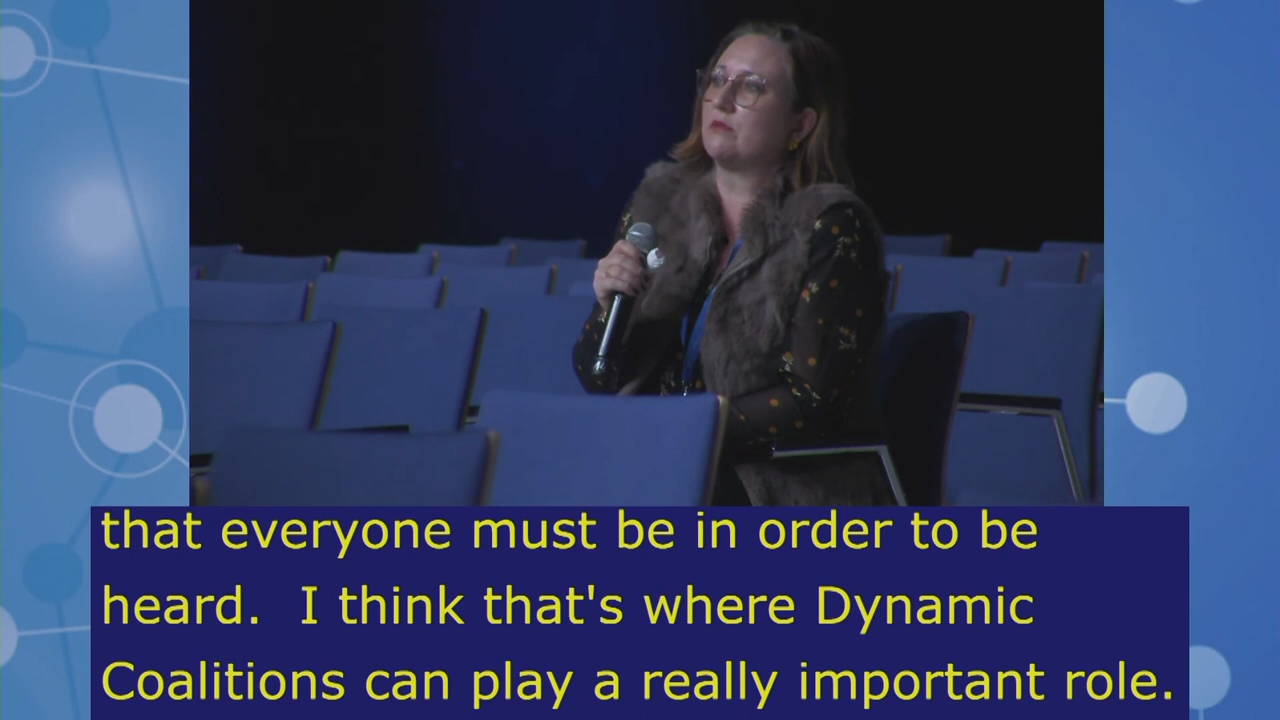 that everyone must be in order to be
heard.  I think that's where Dynamic
Coalitions can play a really important role.